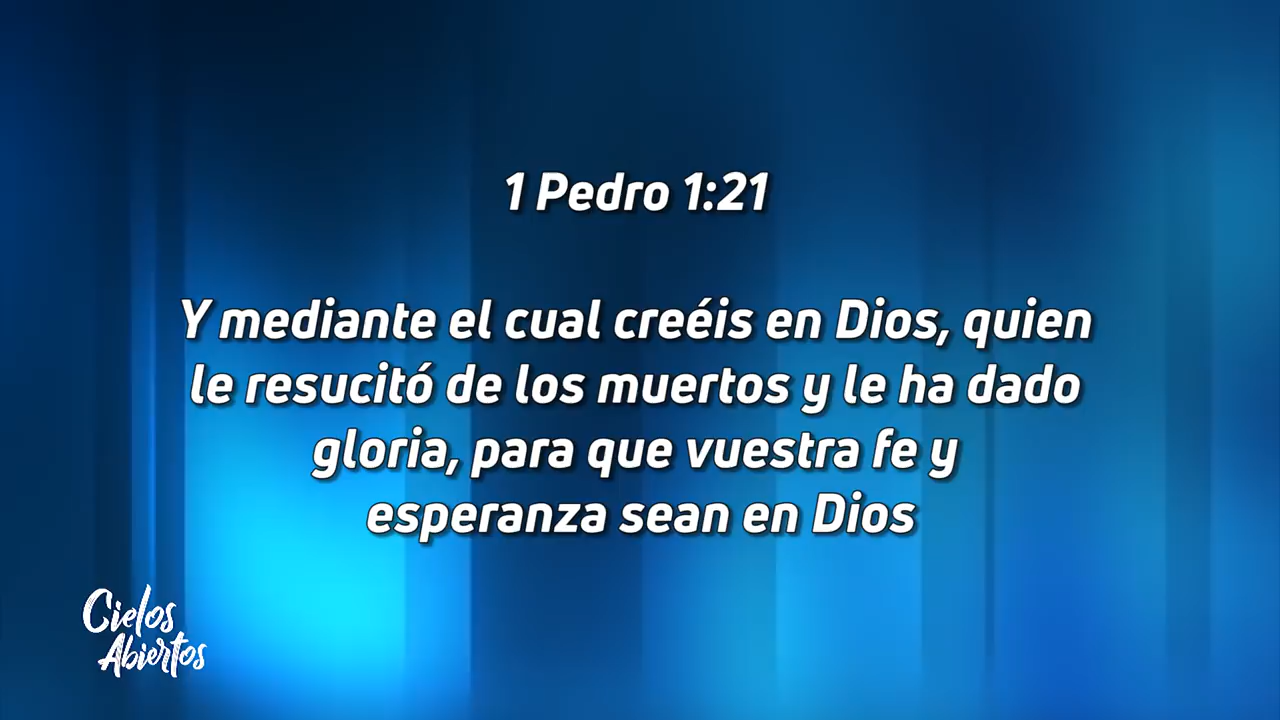 1 Pedro 1:21
Y mediante el cual creéis en Dios, quien
le resucitó de los muertos y le ha dado
gloria, para que vuestra fe y
esperanza sean en Dios
Cielos
Abiertos